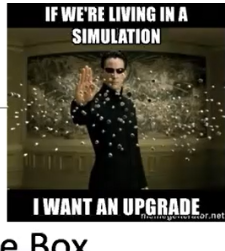 IF WE'RE LIVING IN A
SIMULATION
I WANT AN UPGRADE
memegenerator.net
e Box